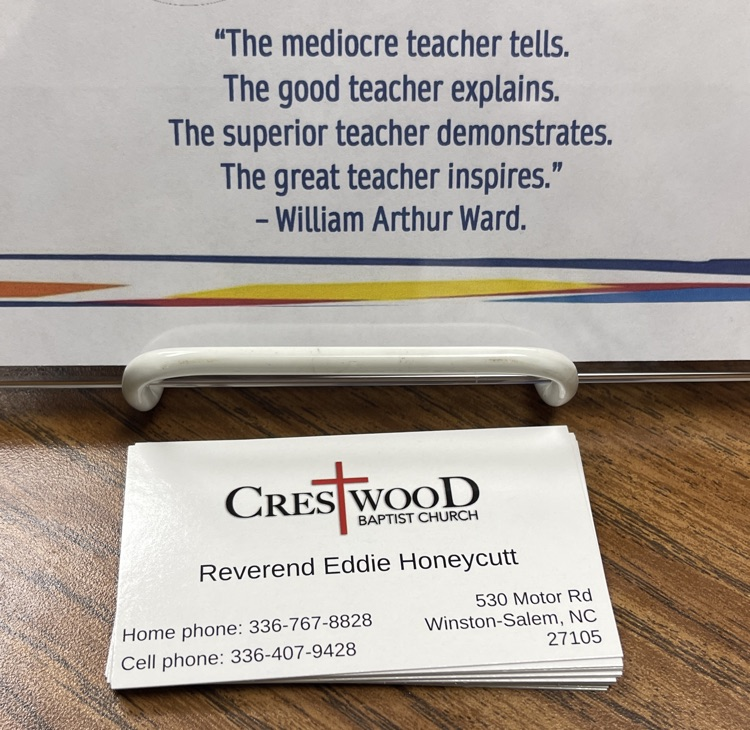 “The mediocre teacher tells.
The good teacher explains.
The superior teacher demonstrates.
The great teacher inspires.”
– William Arthur Ward.
CRESTWOOD
BAPTIST CHURCH
Reverend Eddie Honeycutt
Home phone: 336-767-8828
Cell phone: 336-407-9428
530 Motor Rd
Winston-Salem, NC
27105